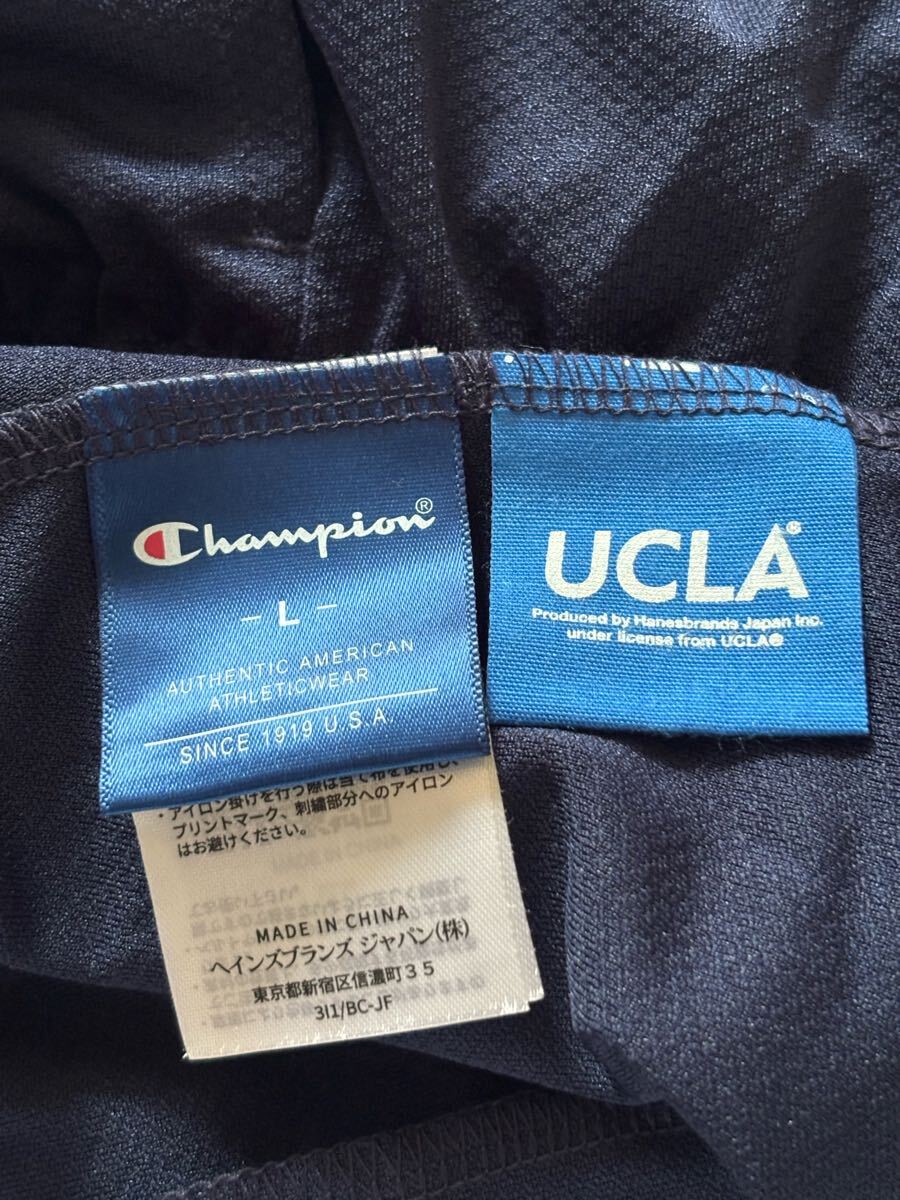 Champion®
- L -
AUTHENTIC AMERICAN
ATHLETICWEAR
SINCE 1919 U.S.A.
UCLA®
Produced by Hanesbrands Japan Inc.
under license from UCLA®
・アイロン掛けを行う際は当て布を使用し、
プリントマーク、刺繍部分へのアイロン
はお避けください。
MADE IN CHINA
ヘインズブランズ ジャパン(株)
東京都新宿区信濃町35
3I1/BC-JF